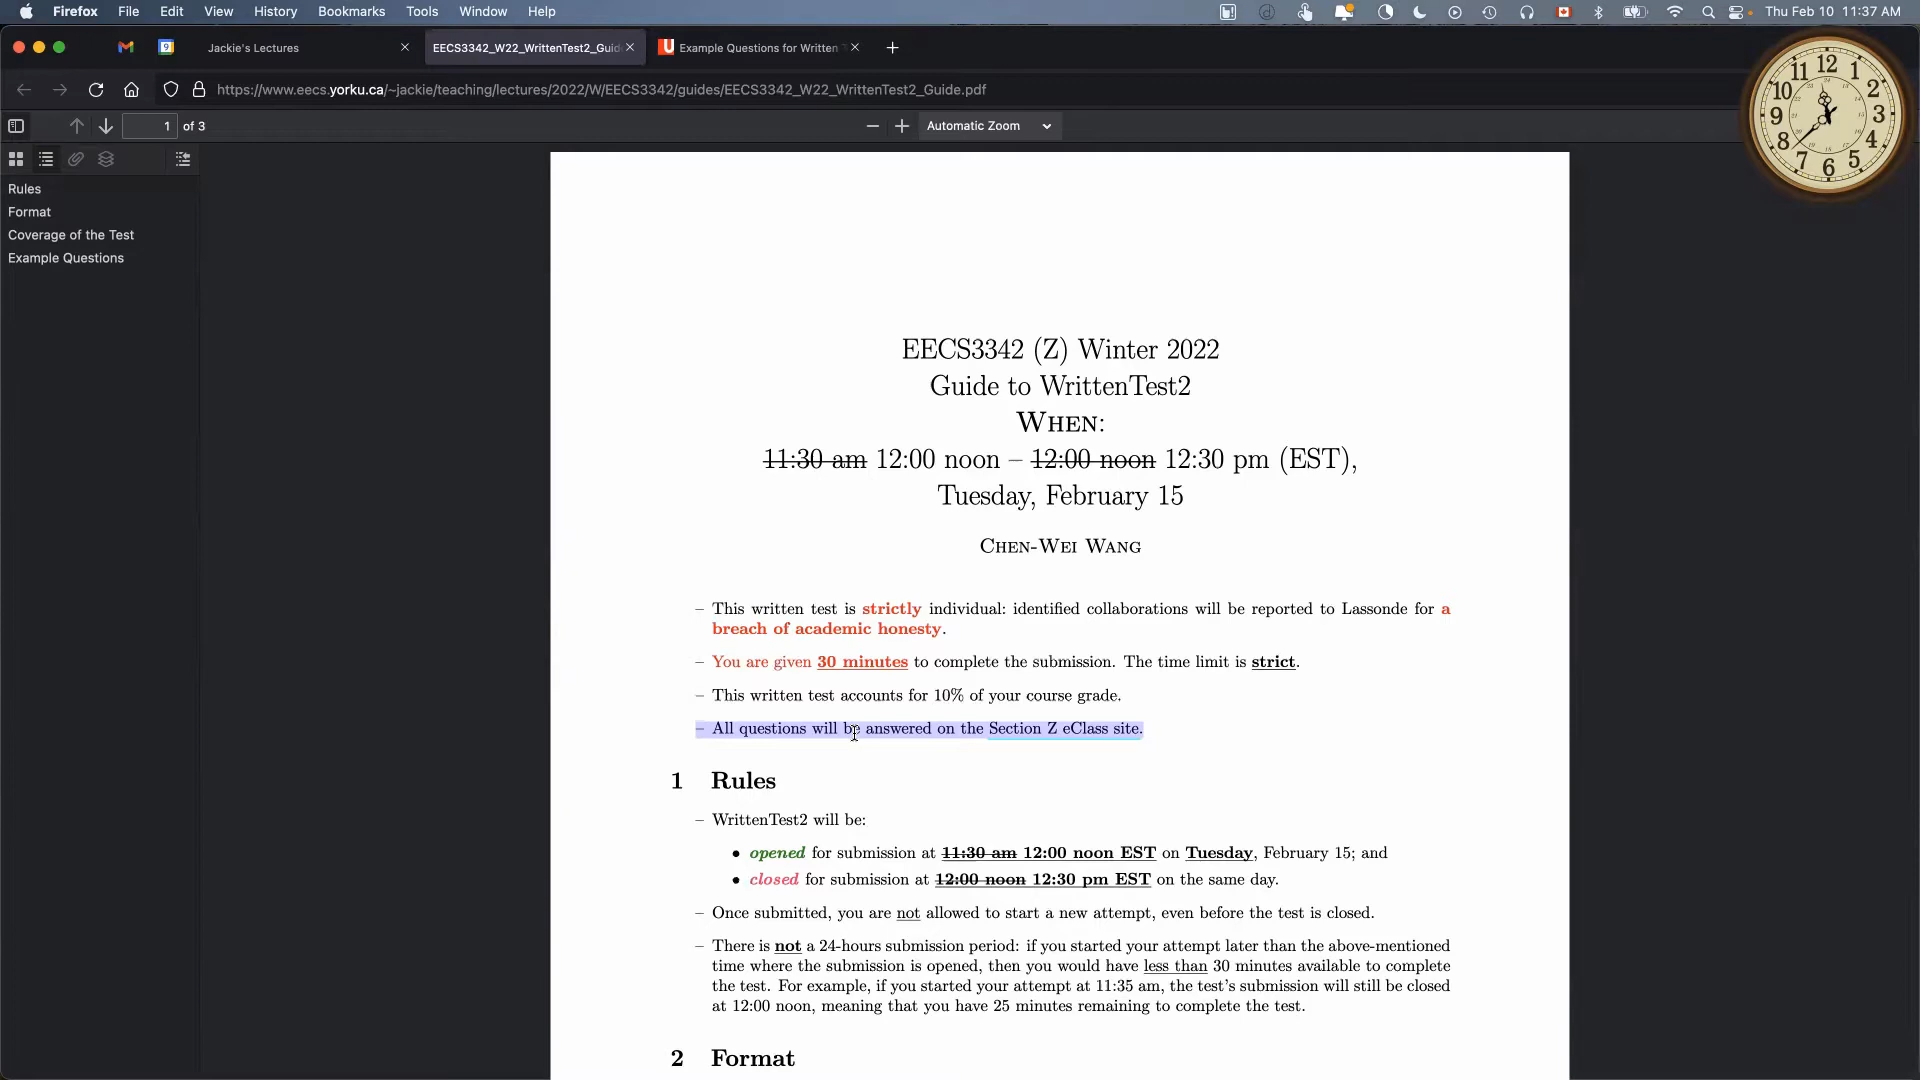 Firefox File Edit View History Bookmarks Tools Window Help Thu Feb 10 11:37 AM
Jackie's Lectures EECS3342_W22_WrittenTest2_Guid Example Questions for Written
https://www.eecs.yorku.ca/~jackie/teaching/lectures/2022/W/EECS3342/guides/EECS3342_W22_WrittenTest2_Guide.pdf
1 of 3 Automatic Zoom
Rules
Format
Coverage of the Test
Example Questions
EECS3342 (Z) Winter 2022
Guide to WrittenTest2
WHEN:
11:30 am 12:00 noon – 12:00 noon 12:30 pm (EST),
Tuesday, February 15
CHEN-WEI WANG
– This written test is strictly individual: identified collaborations will be reported to Lassonde for a
breach of academic honesty.
– You are given 30 minutes to complete the submission. The time limit is strict.
– This written test accounts for 10% of your course grade.
– All questions will be answered on the Section Z eClass site.
1 Rules
– WrittenTest2 will be:
• opened for submission at 11:30 am 12:00 noon EST on Tuesday, February 15; and
• closed for submission at 12:00 noon 12:30 pm EST on the same day.
– Once submitted, you are not allowed to start a new attempt, even before the test is closed.
– There is not a 24-hours submission period: if you started your attempt later than the above-mentioned
time where the submission is opened, then you would have less than 30 minutes available to complete
the test. For example, if you started your attempt at 11:35 am, the test's submission will still be closed
at 12:00 noon, meaning that you have 25 minutes remaining to complete the test.
2 Format
12 1 2 3 4 5 6 7 8 9 10 11